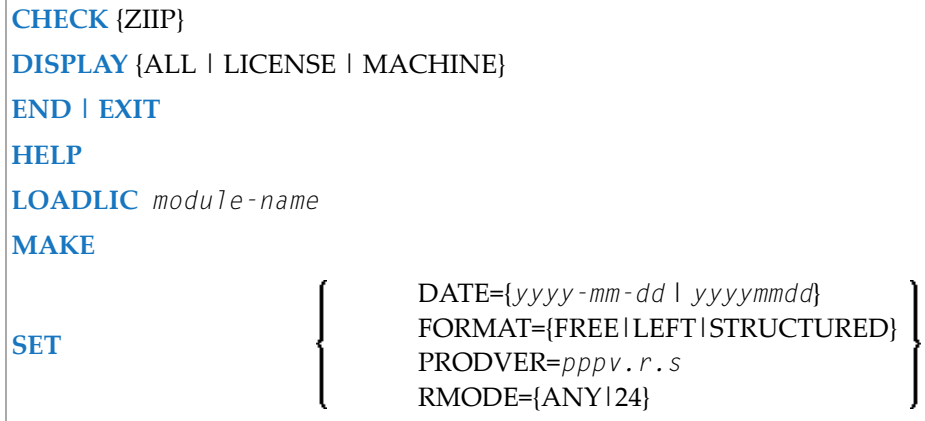 CHECK {ZIIP}
DISPLAY {ALL | LICENSE | MACHINE}
END | EXIT
HELP
LOADLIC module-name
MAKE
SET
DATE={yyyy-mm-dd | yyyymmdd}
FORMAT={FREE|LEFT|STRUCTURED}
PRODVER=pppv.r.s
RMODE={ANY|24}